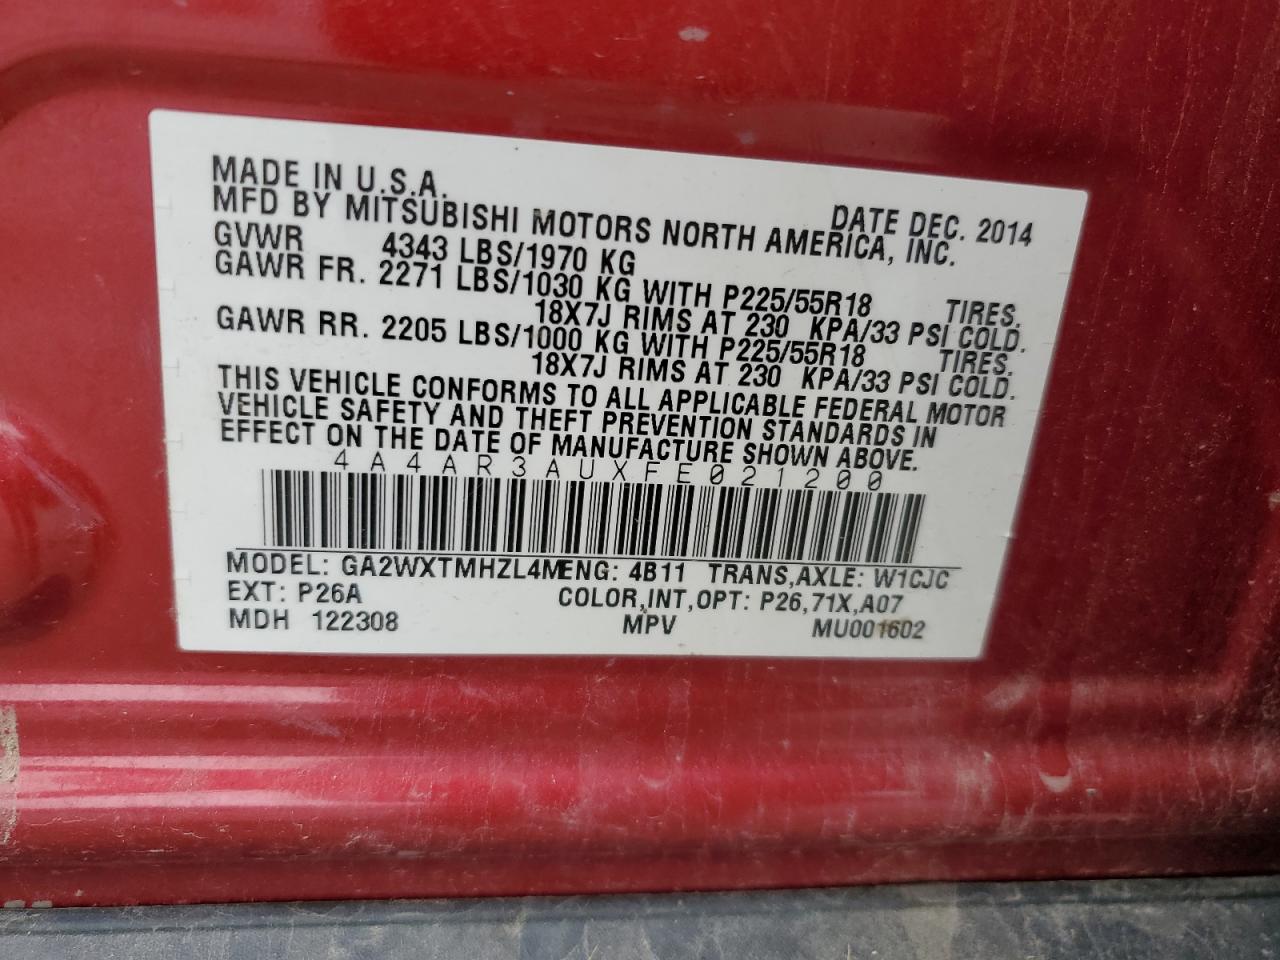 MADE IN U.S.A. DATE DEC. 2014
MFD BY MITSUBISHI MOTORS NORTH AMERICA, INC.
GVWR 4343 LBS/1970 KG
GAWR FR. 2271 LBS/1030 KG WITH P225/55R18 TIRES.
18X7J RIMS AT 230 KPA/33 PSI COLD.
GAWR RR. 2205 LBS/1000 KG WITH P225/55R18 TIRES.
18X7J RIMS AT 230 KPA/33 PSI COLD.
THIS VEHICLE CONFORMS TO ALL APPLICABLE FEDERAL MOTOR
VEHICLE SAFETY AND THEFT PREVENTION STANDARDS IN
EFFECT ON THE DATE OF MANUFACTURE SHOWN ABOVE.
4A4AR3AUXFE021200
MODEL: GA2WXTMHZL4M ENG: 4B11 TRANS,AXLE: W1CJC
EXT: P26A COLOR,INT,OPT: P26,71X,A07
MDH 122308 MPV MU001602